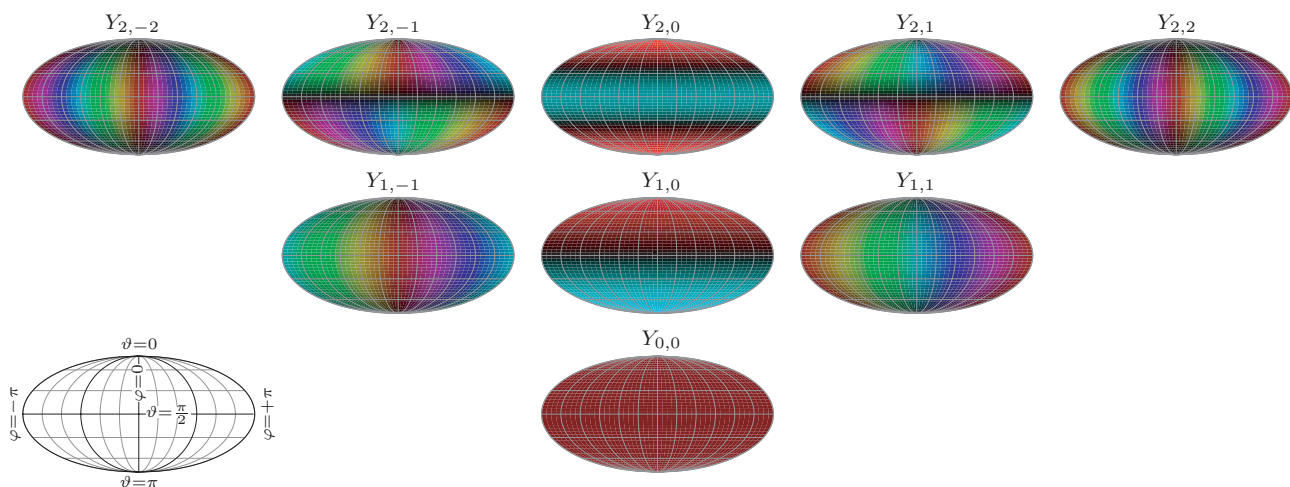 Y₂,₋₂ Y₂,₋₁ Y₂,₀ Y₂,₁ Y₂,₂
Y₁,₋₁ Y₁,₀ Y₁,₁
Y₀,₀
ϑ=0
φ=−π
φ=0
ϑ=π/2
φ=+π
ϑ=π